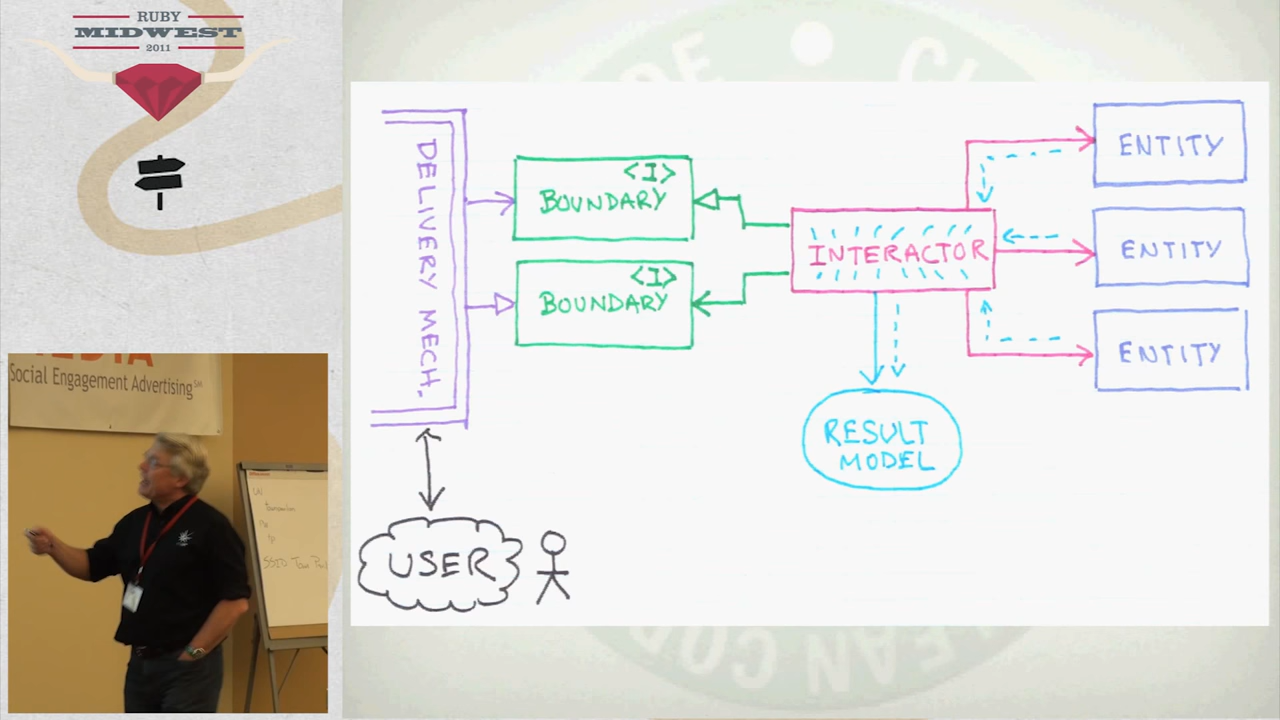 RUBY
MIDWEST
2011
DELIVERY MECH.
<I>
BOUNDARY
<I>
BOUNDARY
INTERACTOR
ENTITY
ENTITY
ENTITY
RESULT
MODEL
USER
Social Engagement Advertising